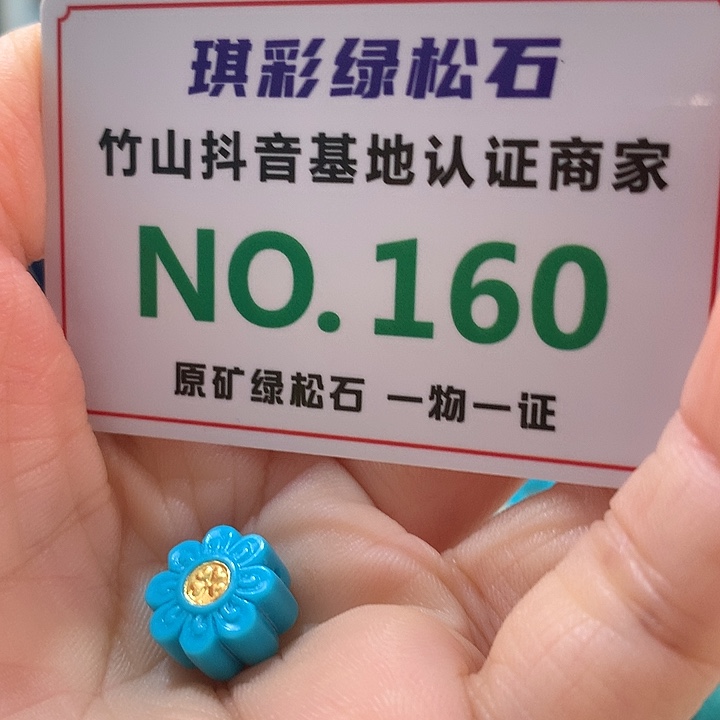 琪彩绿松石
竹山抖音基地认证商家
NO.160
原矿绿松石 一物一证